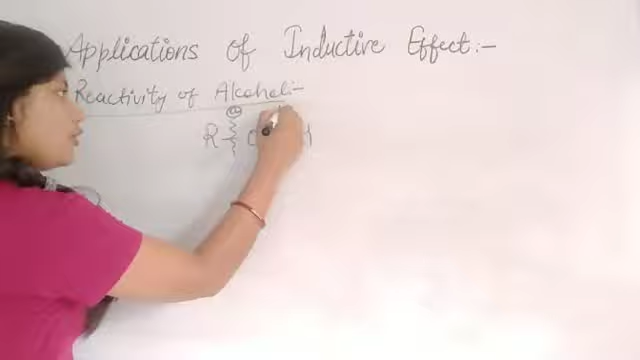 Applications of Inductive Effect:-
Reactivity of Alcohol:-
R